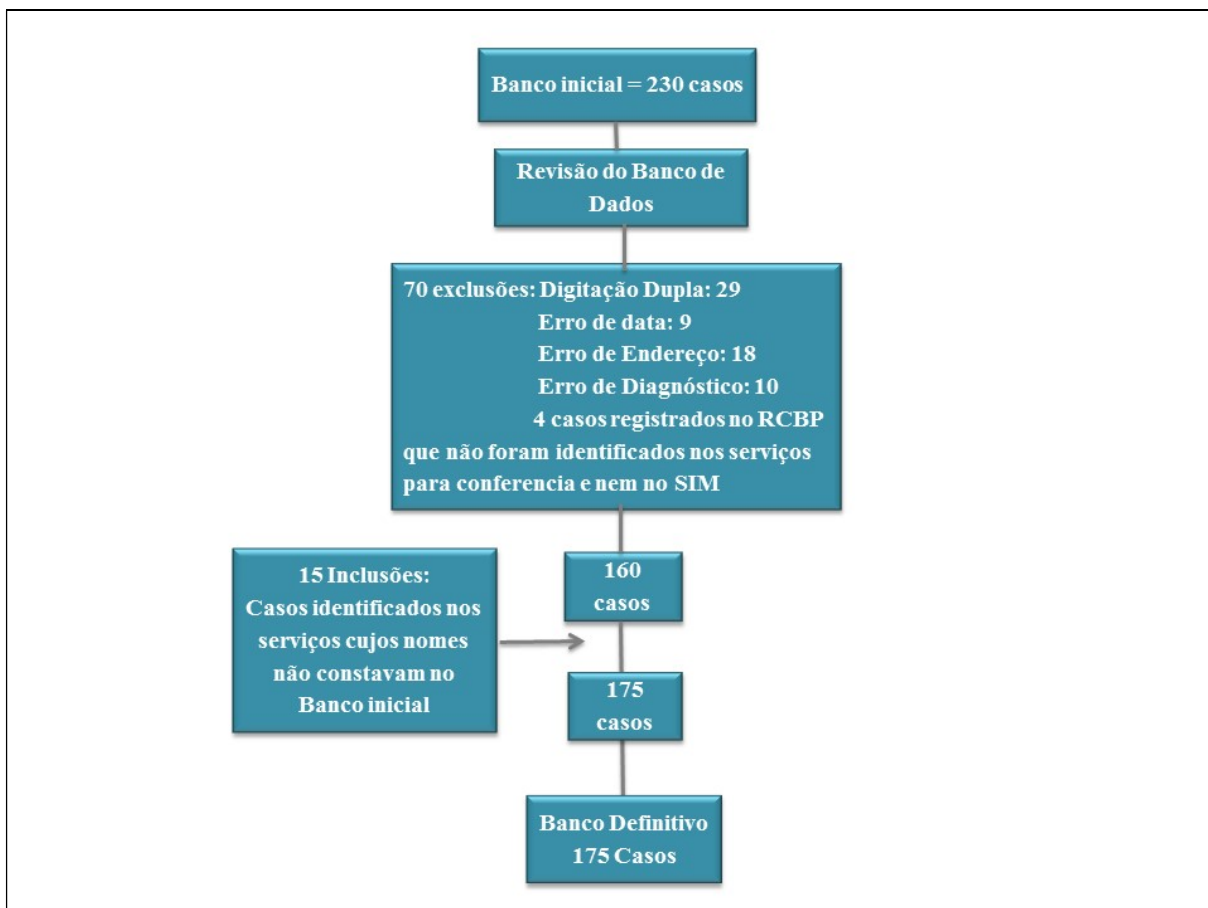 Banco inicial = 230 casos
Revisão do Banco de
Dados
70 exclusões: Digitação Dupla: 29
Erro de data: 9
Erro de Endereço: 18
Erro de Diagnóstico: 10
4 casos registrados no RCBP
que não foram identificados nos serviços
para conferencia e nem no SIM
15 Inclusões:
Casos identificados nos
serviços cujos nomes
não constavam no
Banco inicial
160
casos
175
casos
Banco Definitivo
175 Casos